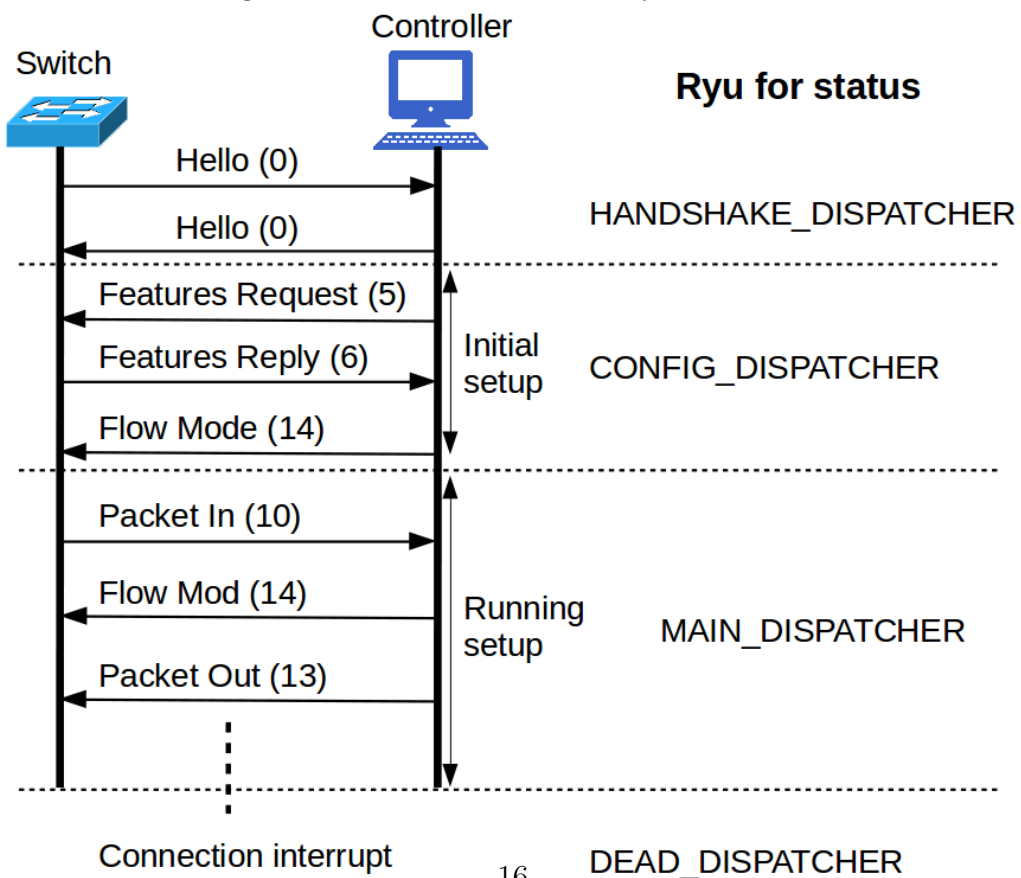 Controller
Switch
Ryu for status
Hello (0)
HANDSHAKE_DISPATCHER
Hello (0)
Features Request (5)
Initial
setup
Features Reply (6)
CONFIG_DISPATCHER
Flow Mode (14)
Packet In (10)
Flow Mod (14)
Running
setup
MAIN_DISPATCHER
Packet Out (13)
Connection interrupt
DEAD_DISPATCHER
16